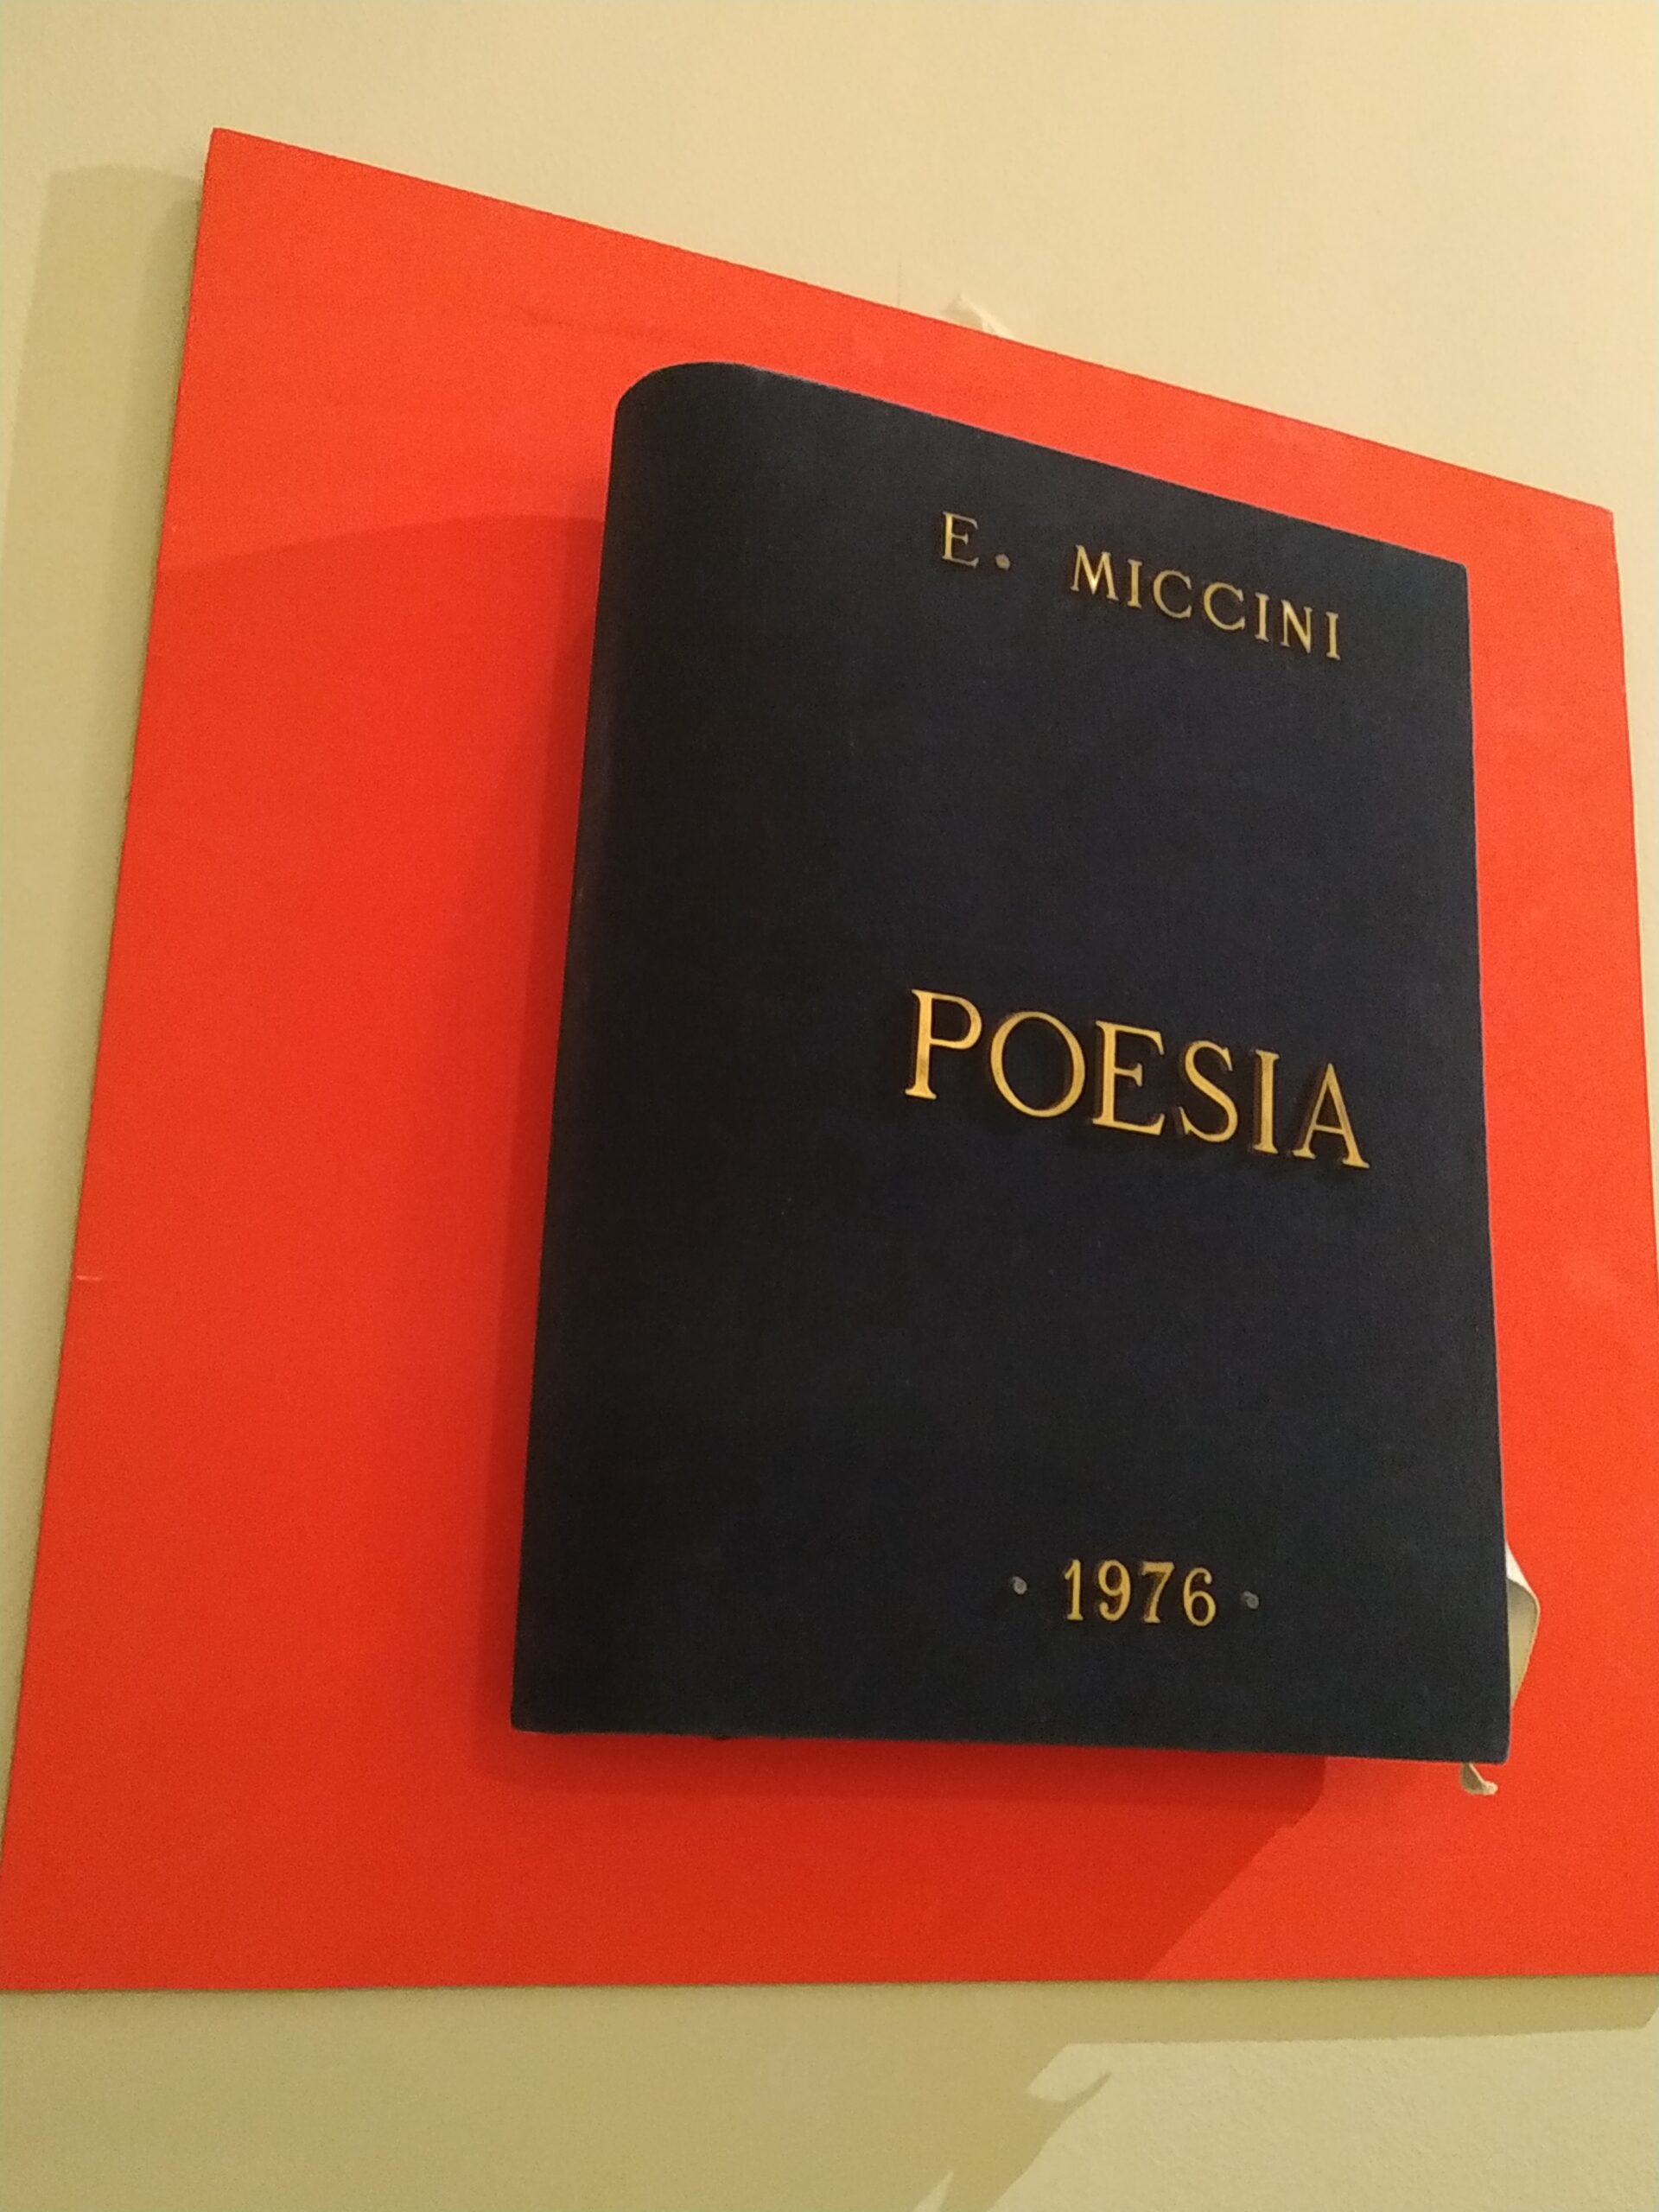 E. MICCINI
POESIA
· 1976 ·